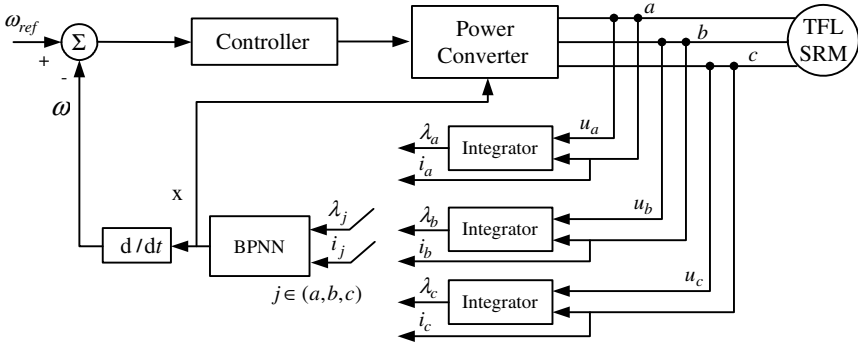 ω_ref
+
-
Σ
Controller
Power
Converter
a
b
c
TFL
SRM
ω
x
u_a
λ_a
Integrator
i_a
u_b
λ_j
λ_b
Integrator
d/dt
BPNN
i_j
i_b
j∈(a,b,c)
u_c
λ_c
Integrator
i_c